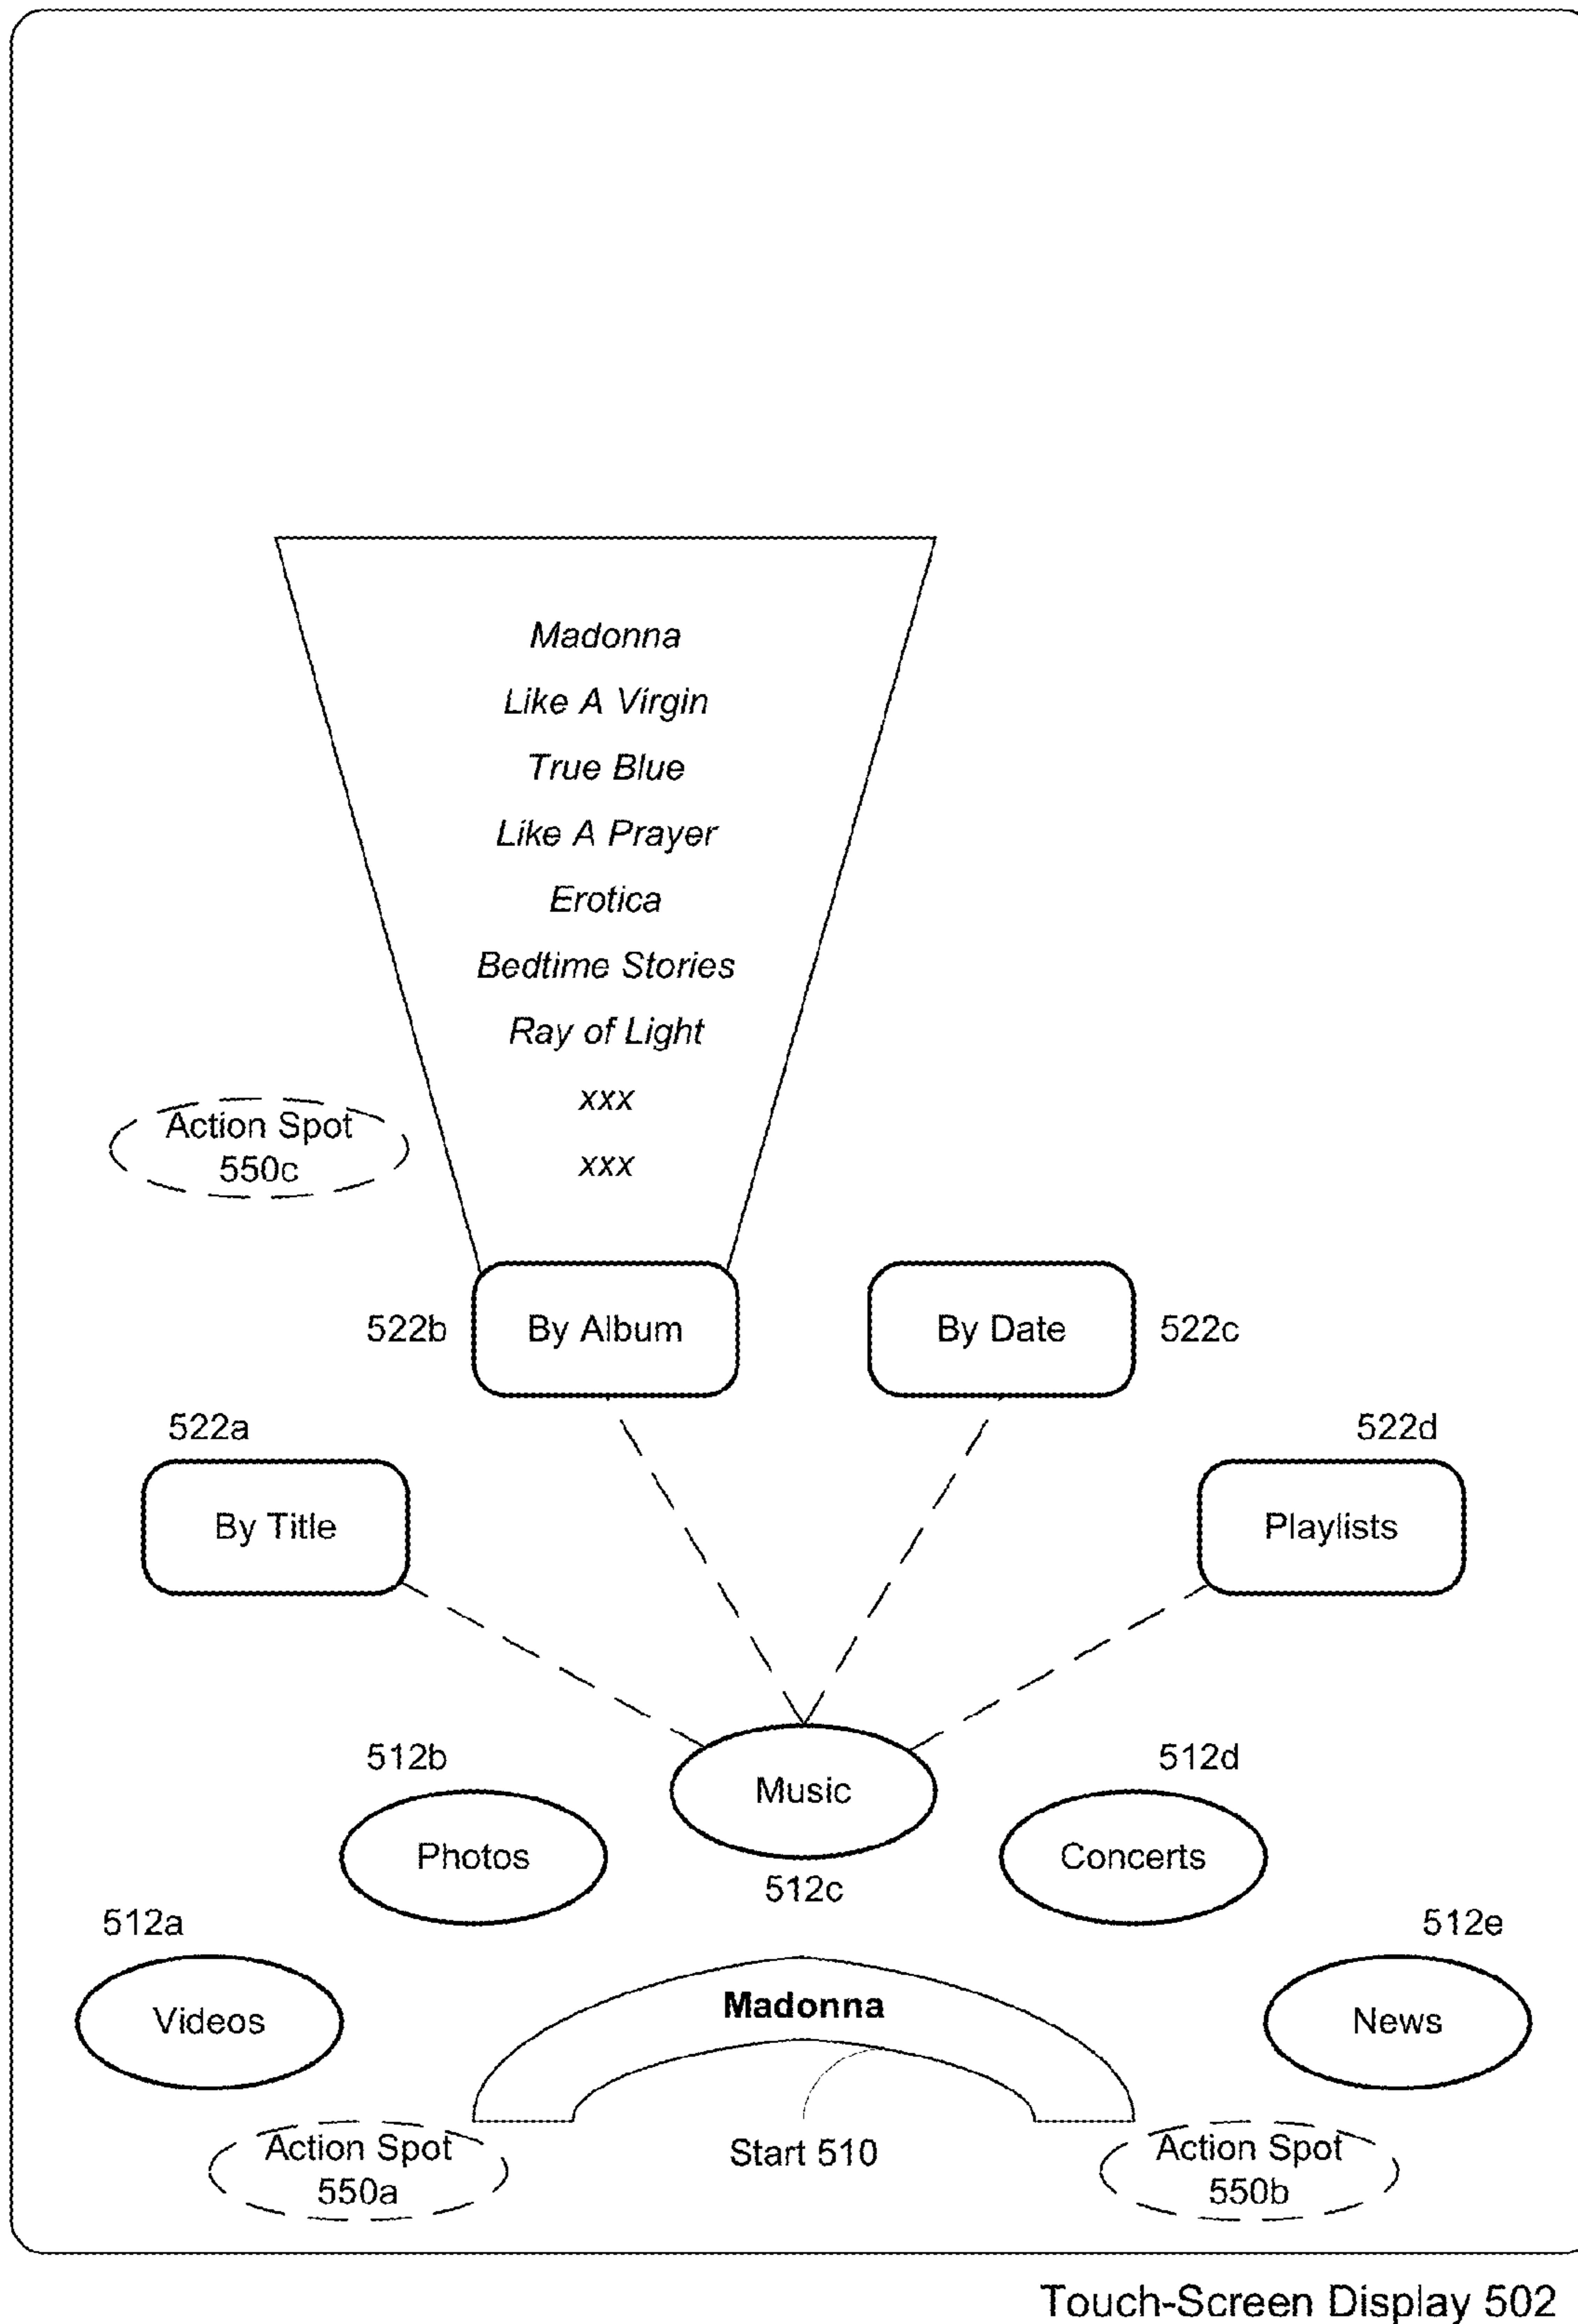 Madonna
Like A Virgin
True Blue
Like A Prayer
Erotica
Bedtime Stories
Ray of Light
xxx
xxx
Action Spot
550c
522b
By Album
By Date
522c
522a
By Title
522d
Playlists
512b
Photos
Music
512c
512d
Concerts
512a
Videos
512e
News
Madonna
Start 510
Action Spot
550a
Action Spot
550b
Touch-Screen Display 502